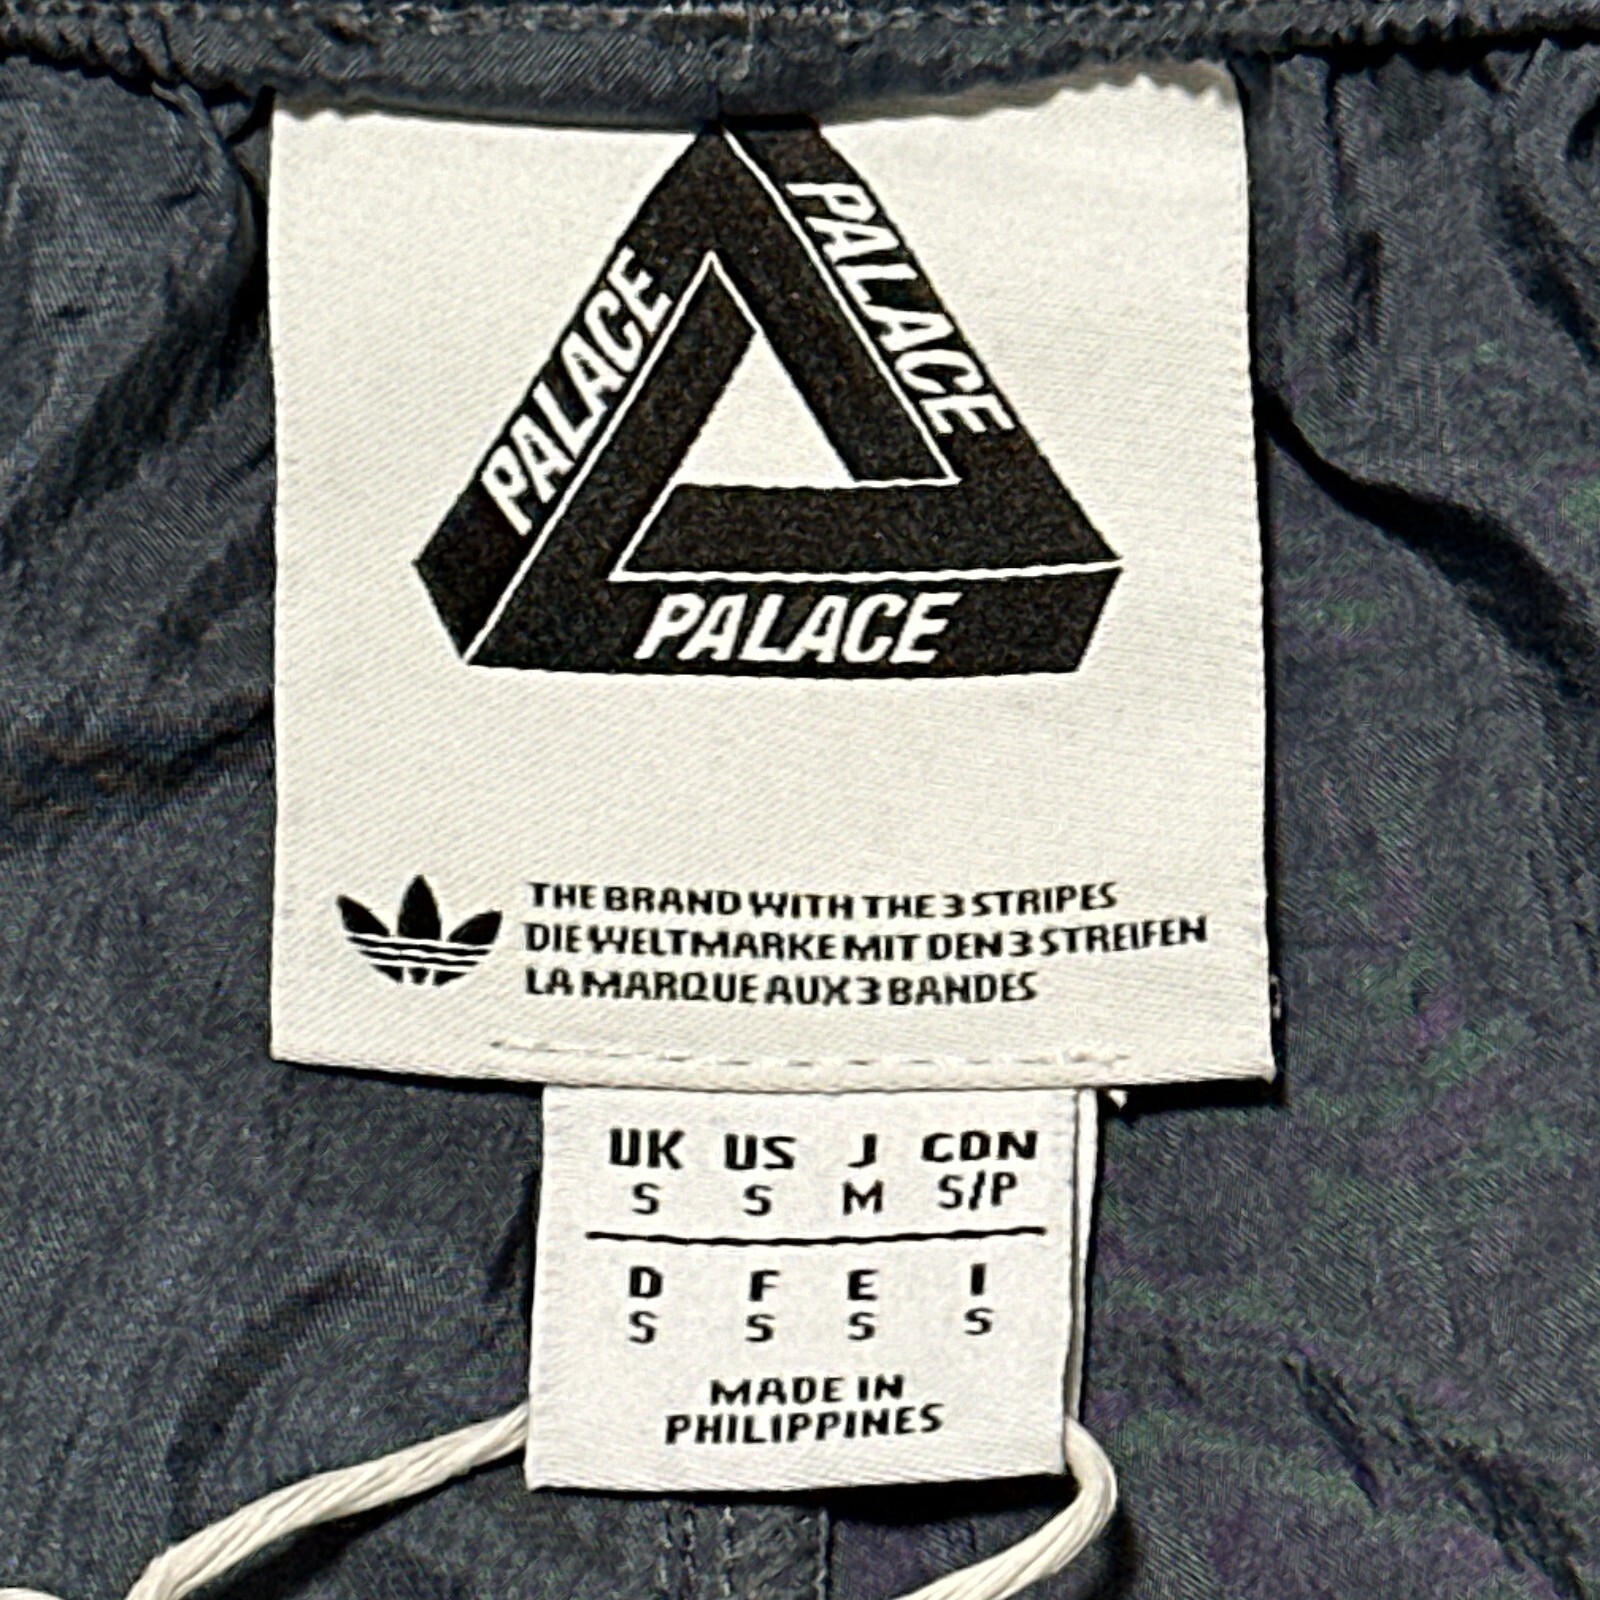 PALACE
PALACE
PALACE
THE BRAND WITH THE 3 STRIPES
DIE WELTMARKE MIT DEN 3 STREIFEN
LA MARQUE AUX 3 BANDES
UK US J CDN
S S M S/P
D F E I
S S S S
MADE IN
PHILIPPINES